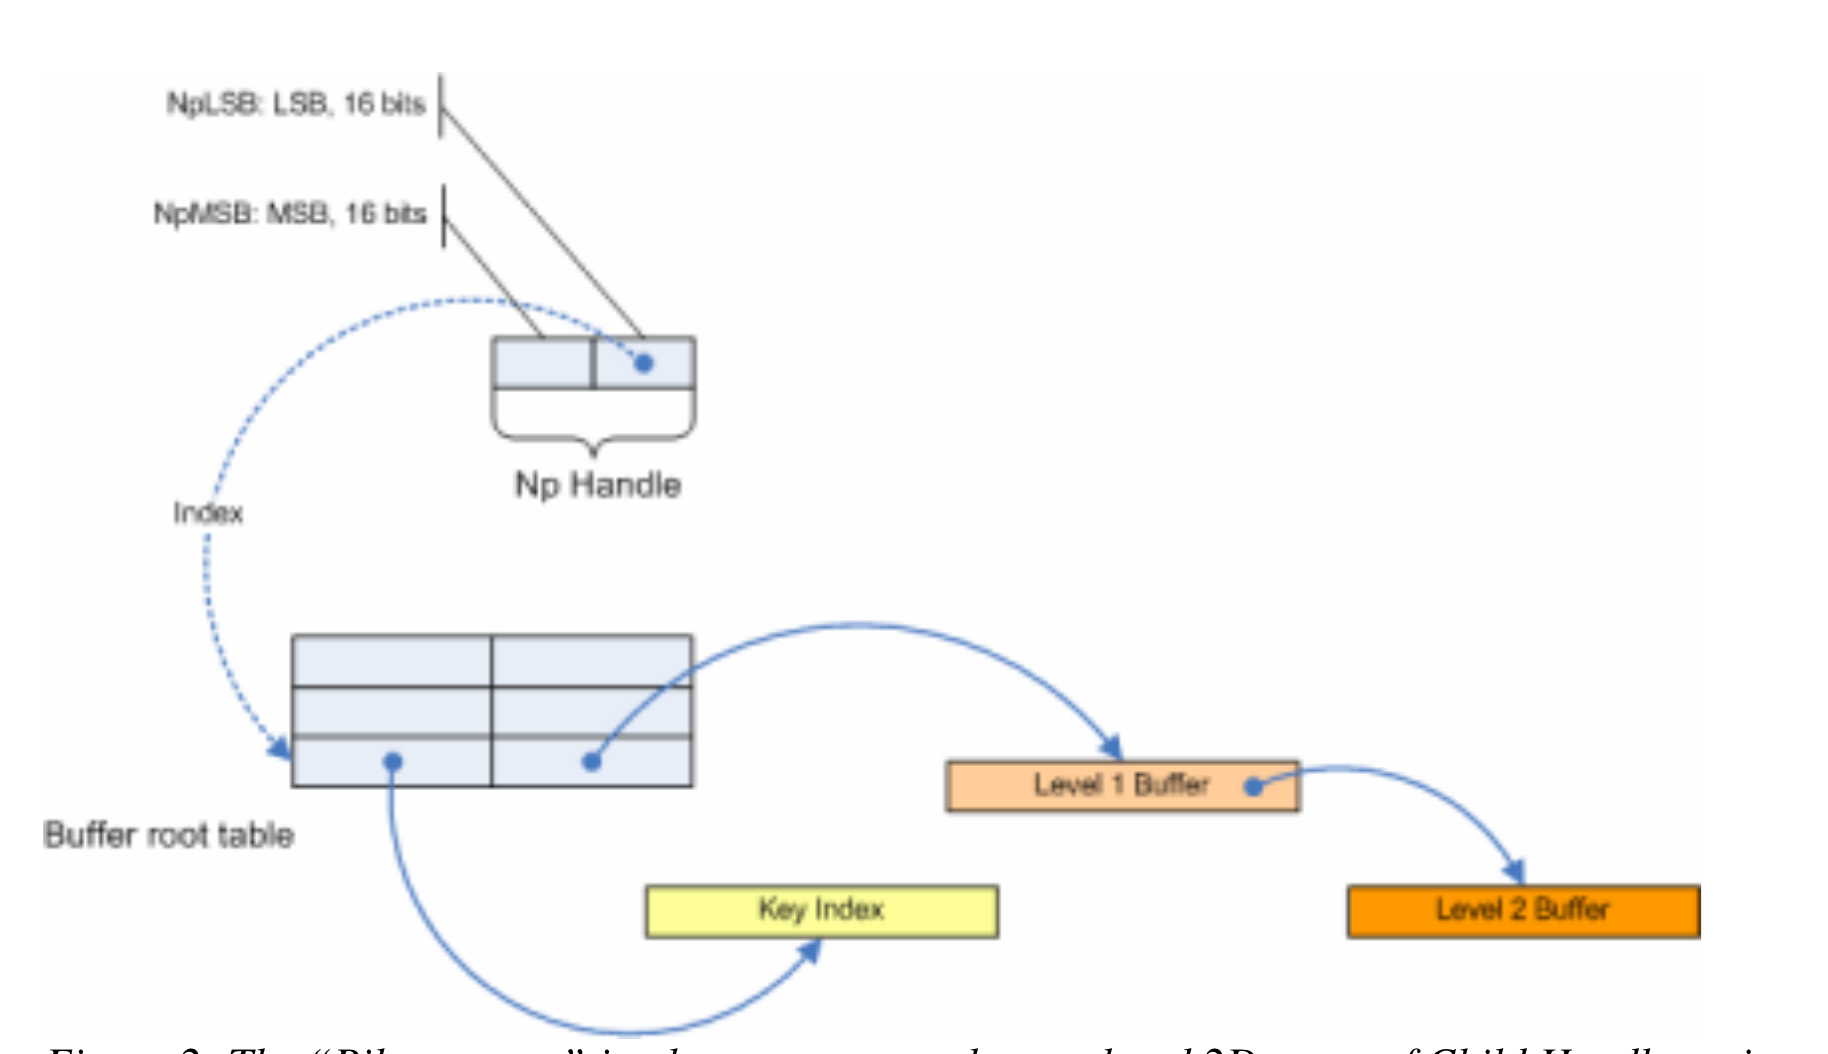 NpLSB: LSB, 16 bits
NpMSB: MSB, 16 bits
Np Handle
Index
Buffer root table
Level 1 Buffer
Key Index
Level 2 Buffer